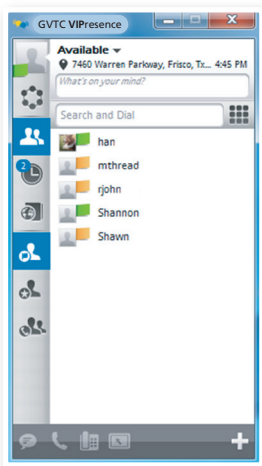 GVTC VIPresence
Available
7460 Warren Parkway, Frisco, Tx... 4:45 PM
What's on your mind?
Search and Dial
2
han
mthread
rjohn
Shannon
Shawn